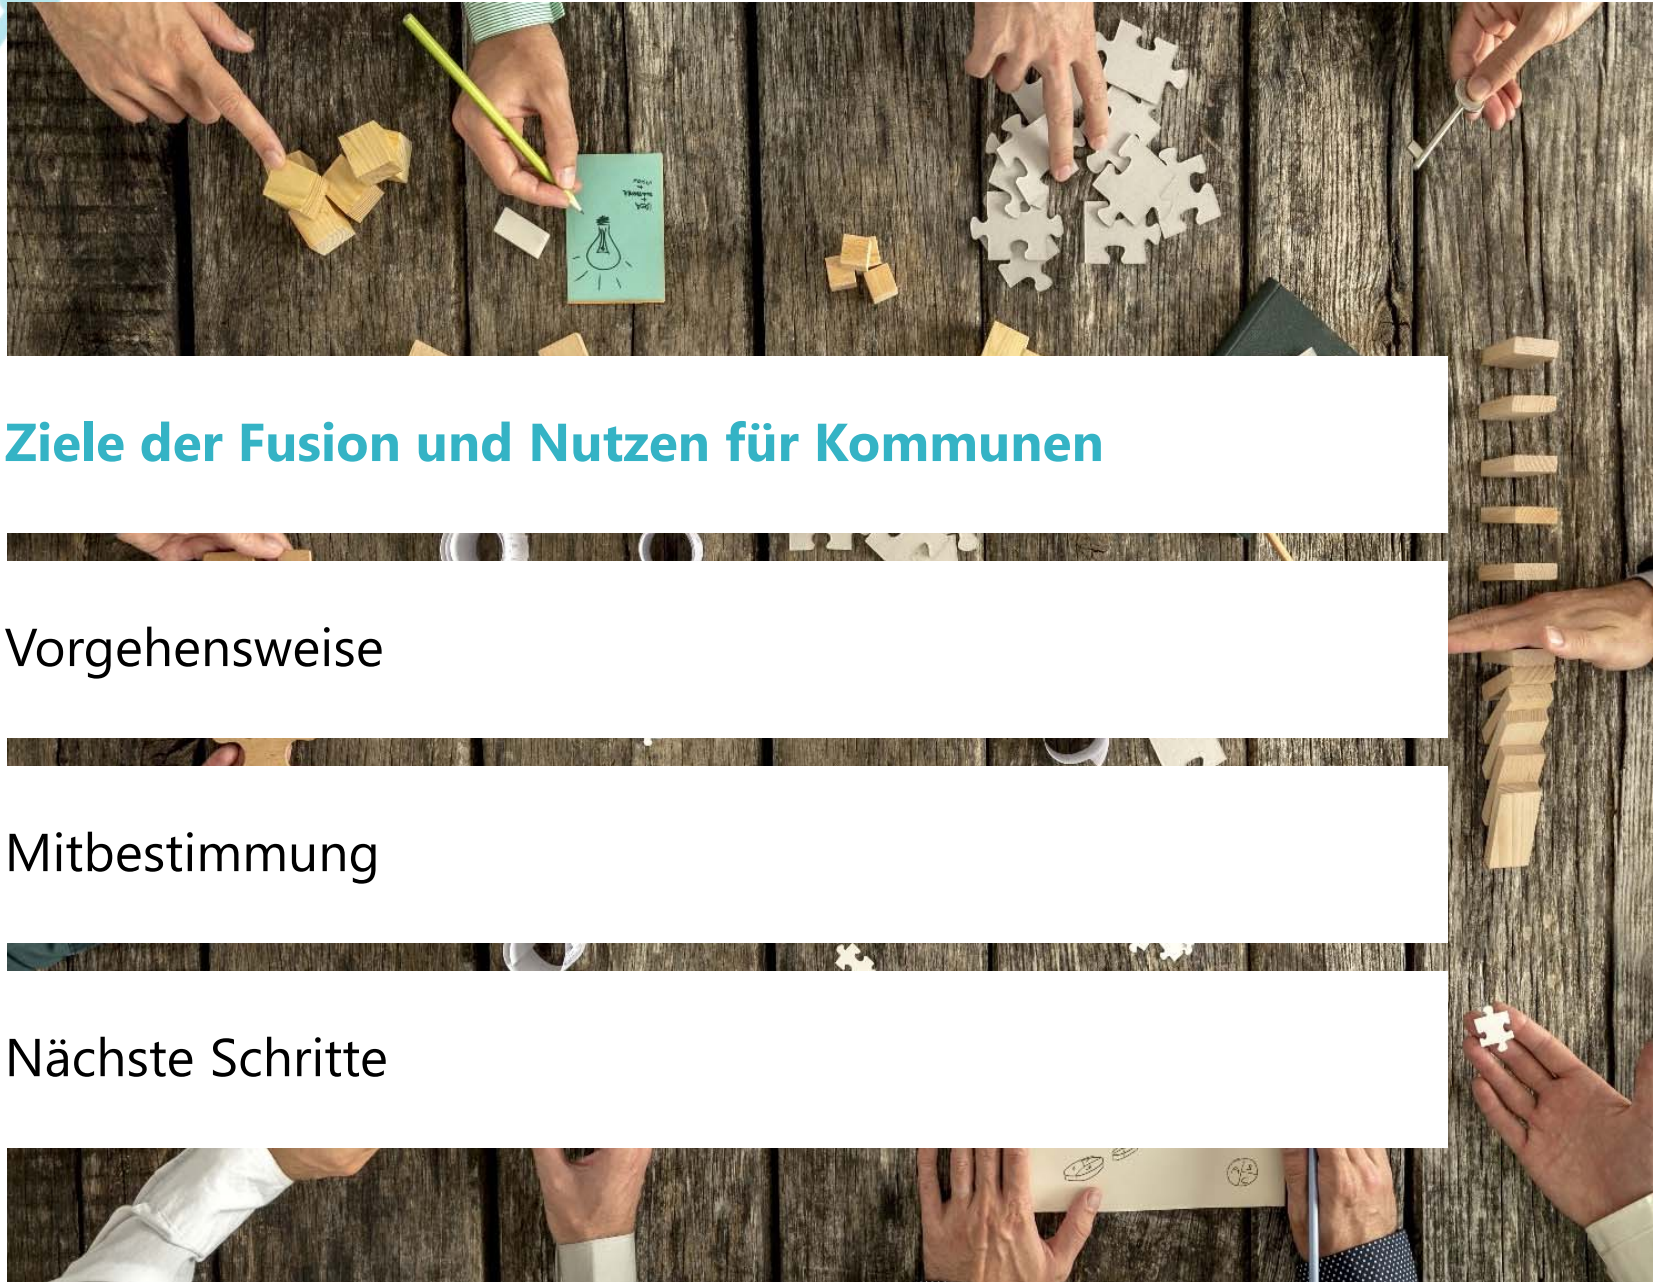 Ziele der Fusion und Nutzen für Kommunen
Vorgehensweise
Mitbestimmung
Nächste Schritte